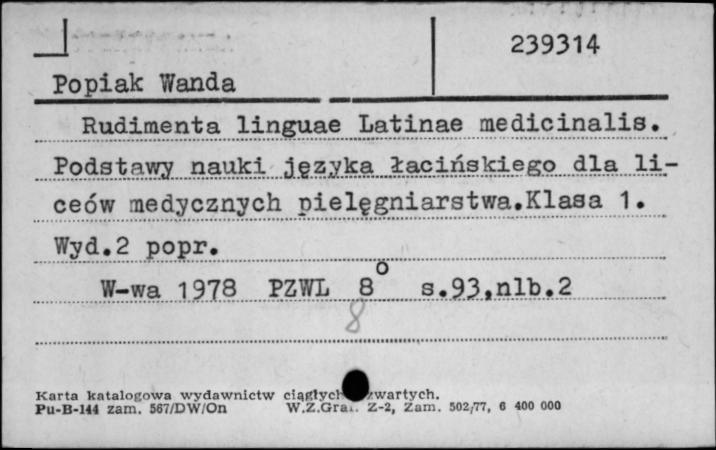 239314
Popiak Wanda
Rudimenta linguae Latinae medicinalis.
Podstawy nauki języka łacińskiego dla li-
ceów medycznych pielęgniarstwa.Klasa 1.
Wyd.2 popr.
W-wa 1978 PZWL 8° s.93,nlb.2
8
Karta katalogowa wydawnictw ciągłych zwartych.
Pu-B-144 zam. 567/DW/On W.Z.Graf. Z-2, Zam. 502/77, 6 400 000